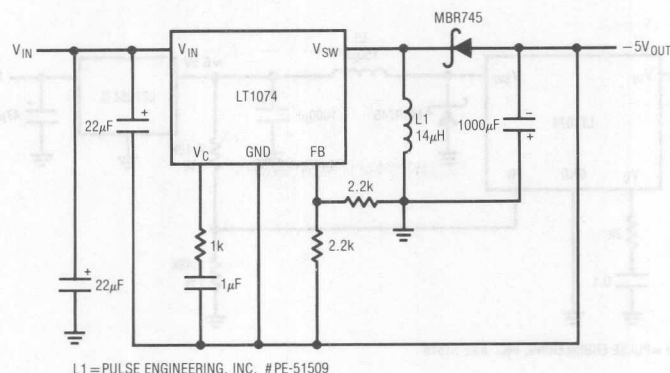 MBR745
V_IN
V_IN
V_SW
−5V_OUT
LT1074
22µF
+
L1
14µH
1000µF
−
+
V_C
GND
FB
2.2k
1k
2.2k
+
22µF
1µF
L1=PULSE ENGINEERING, INC. #PE-51509